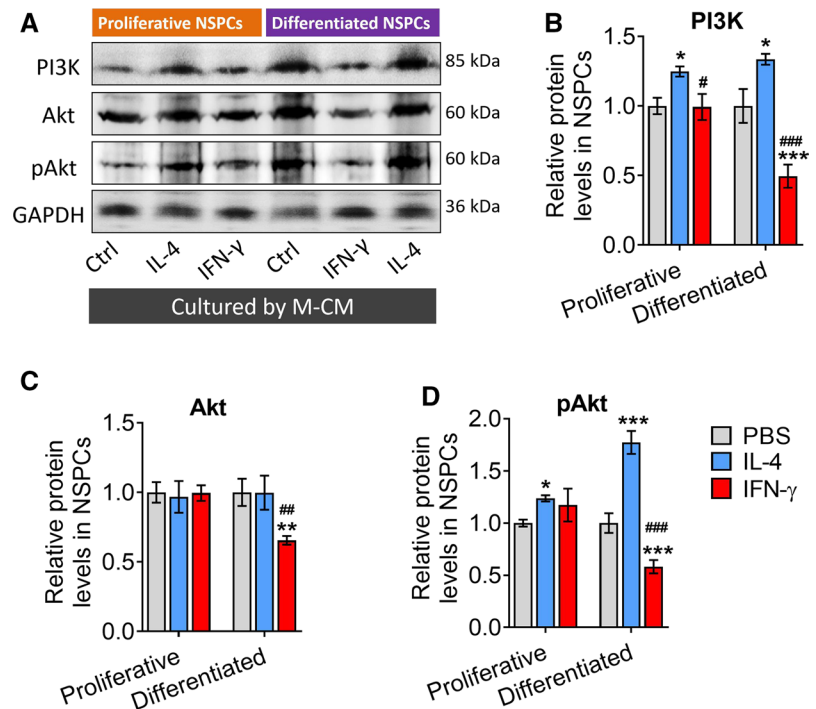 A
Proliferative NSPCs Differentiated NSPCs
PI3K
85 kDa
Akt
60 kDa
pAkt
60 kDa
GAPDH
36 kDa
Ctrl IL-4 IFN-γ Ctrl IFN-γ IL-4
Cultured by M-CM
B
PI3K
Relative protein
levels in NSPCs
1.5
1.0
0.5
0.0
*
#
*
###
***
Proliferative
Differentiated
C
Akt
Relative protein
levels in NSPCs
1.5
1.0
0.5
0.0
##
**
Proliferative
Differentiated
D
pAkt
Relative protein
levels in NSPCs
2.0
1.5
1.0
0.5
0.0
*
***
###
***
Proliferative
Differentiated
PBS
IL-4
IFN-γ